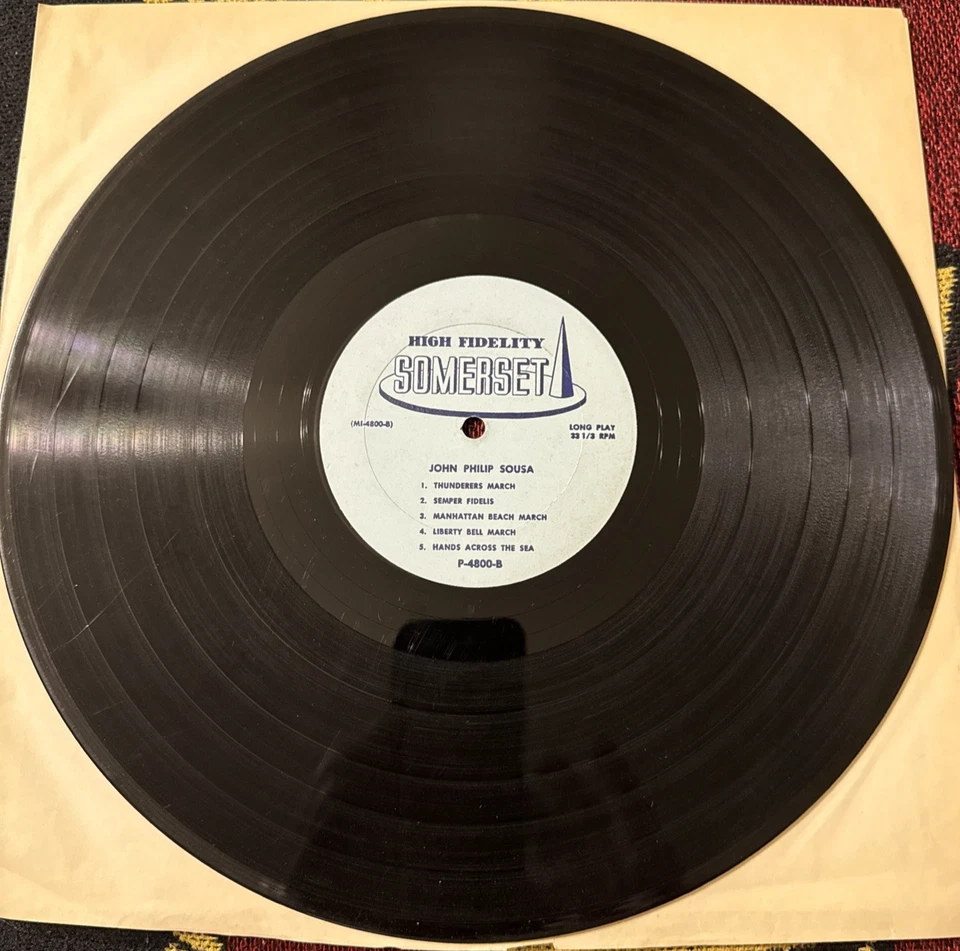 HIGH FIDELITY
SOMERSET
(MI-4800-B)
LONG PLAY
33 1/3 RPM
JOHN PHILIP SOUSA
1. THUNDERERS MARCH
2. SEMPER FIDELIS
3. MANHATTAN BEACH MARCH
4. LIBERTY BELL MARCH
5. HANDS ACROSS THE SEA
P-4800-B